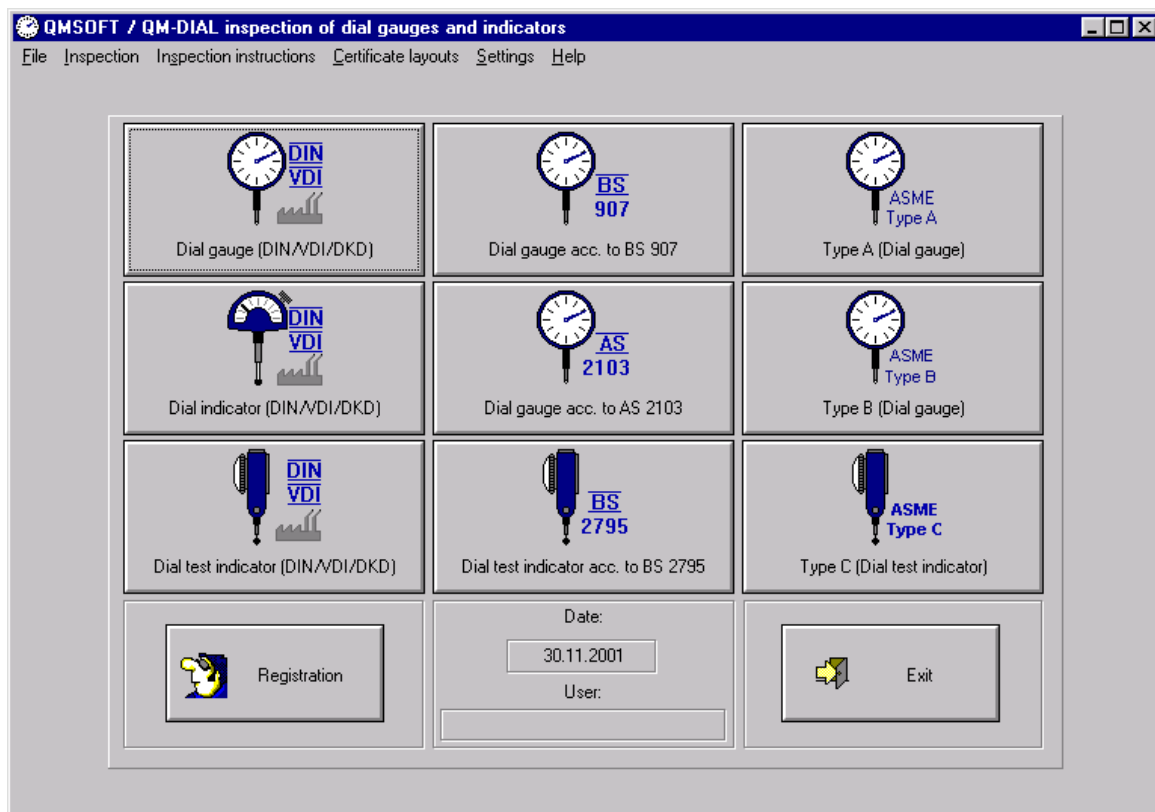 QMSOFT / QM-DIAL inspection of dial gauges and indicators
File Inspection Inspection instructions Certificate layouts Settings Help
DIN
VDI
Dial gauge (DIN/VDI/DKD)
BS
907
Dial gauge acc. to BS 907
ASME
Type A
Type A (Dial gauge)
DIN
VDI
Dial indicator (DIN/VDI/DKD)
AS
2103
Dial gauge acc. to AS 2103
ASME
Type B
Type B (Dial gauge)
DIN
VDI
Dial test indicator (DIN/VDI/DKD)
BS
2795
Dial test indicator acc. to BS 2795
ASME
Type C
Type C (Dial test indicator)
Registration
Date:
30.11.2001
User:
Exit